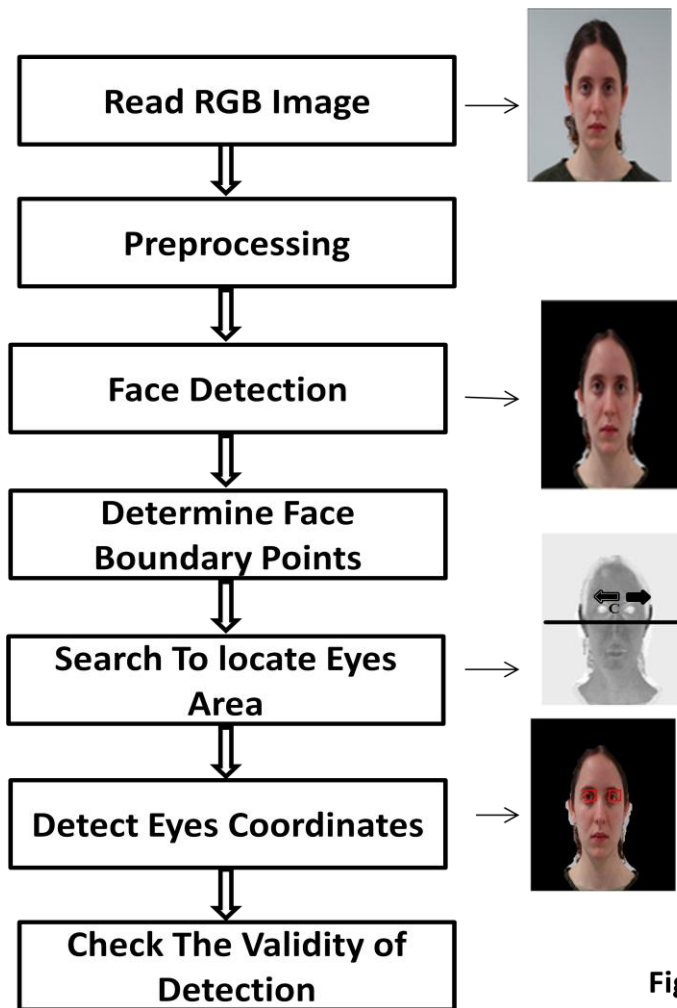 Read RGB Image
Preprocessing
Face Detection
Determine Face
Boundary Points
C
Search To locate Eyes
Area
Detect Eyes Coordinates
Check The Validity of
Detection
Fig